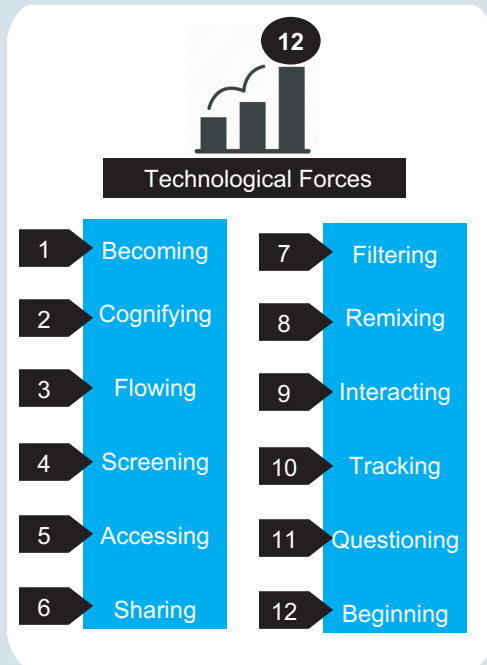 12
Technological Forces
1 Becoming
2 Cognifying
3 Flowing
4 Screening
5 Accessing
6 Sharing
7 Filtering
8 Remixing
9 Interacting
10 Tracking
11 Questioning
12 Beginning